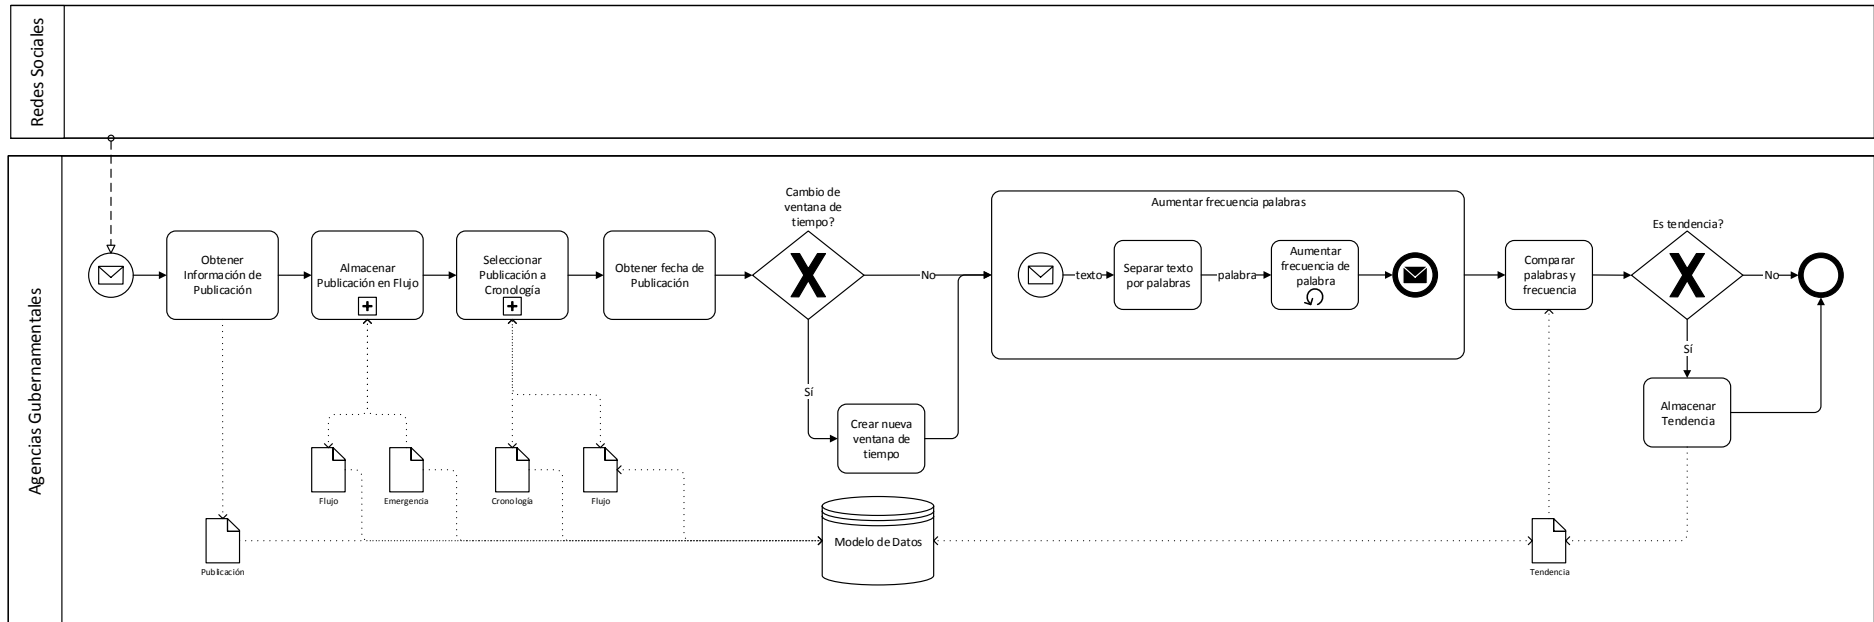 Redes Sociales
Agencias Gubernamentales
Obtener
Información de
Publicación
Almacenar
Publicación en Flujo
Seleccionar
Publicación a
Cronología
Obtener fecha de
Publicación
Cambio de
ventana de
tiempo?
No
Sí
Crear nueva
ventana de
tiempo
Aumentar frecuencia palabras
texto
Separar texto
por palabras
palabra
Aumentar
frecuencia de
palabra
Comparar
palabras y
frecuencia
Es tendencia?
No
Sí
Almacenar
Tendencia
Flujo
Emergencia
Cronología
Flujo
Publicación
Modelo de Datos
Tendencia